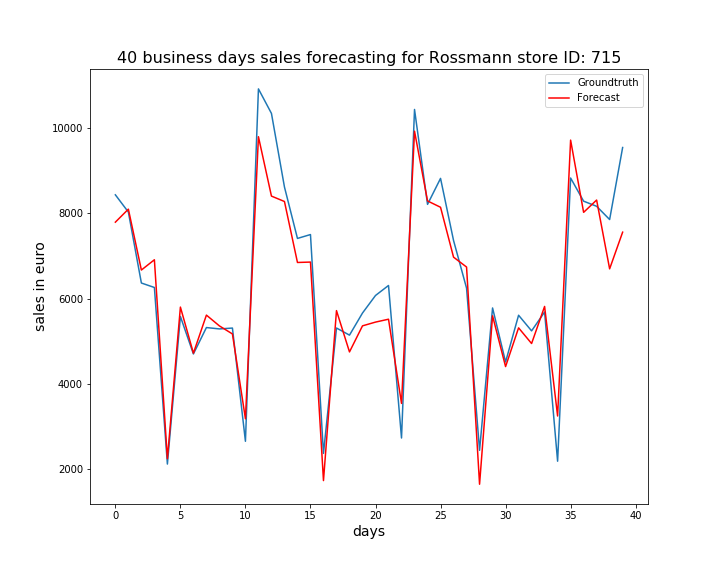 40 business days sales forecasting for Rossmann store ID: 715
Groundtruth
Forecast
10000
8000
6000
4000
2000
sales in euro
0 5 10 15 20 25 30 35 40
days